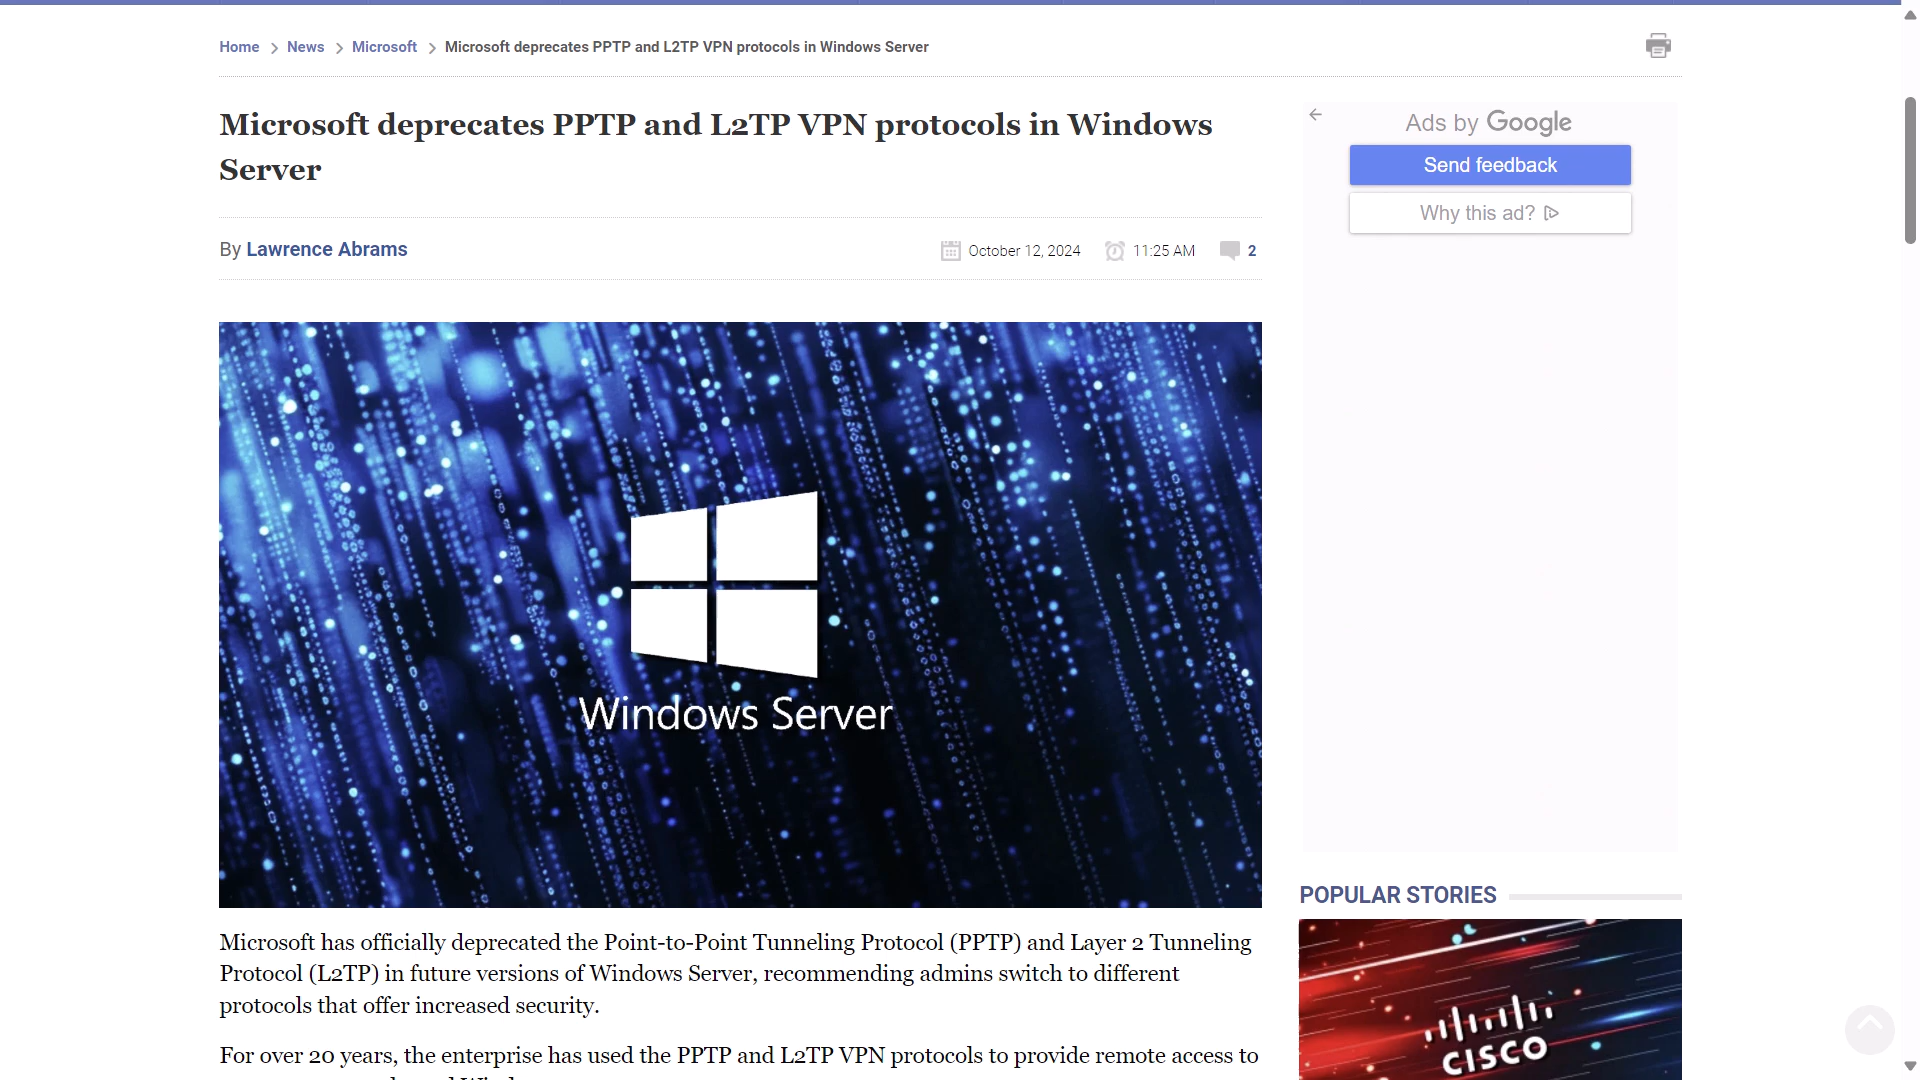 Home > News > Microsoft > Microsoft deprecates PPTP and L2TP VPN protocols in Windows Server
Microsoft deprecates PPTP and L2TP VPN protocols in Windows
Server
By Lawrence Abrams
October 12, 2024
11:25 AM
2
Windows Server
Microsoft has officially deprecated the Point-to-Point Tunneling Protocol (PPTP) and Layer 2 Tunneling
Protocol (L2TP) in future versions of Windows Server, recommending admins switch to different
protocols that offer increased security.
For over 20 years, the enterprise has used the PPTP and L2TP VPN protocols to provide remote access to
Ads by Google
Send feedback
Why this ad?
POPULAR STORIES
CISCO